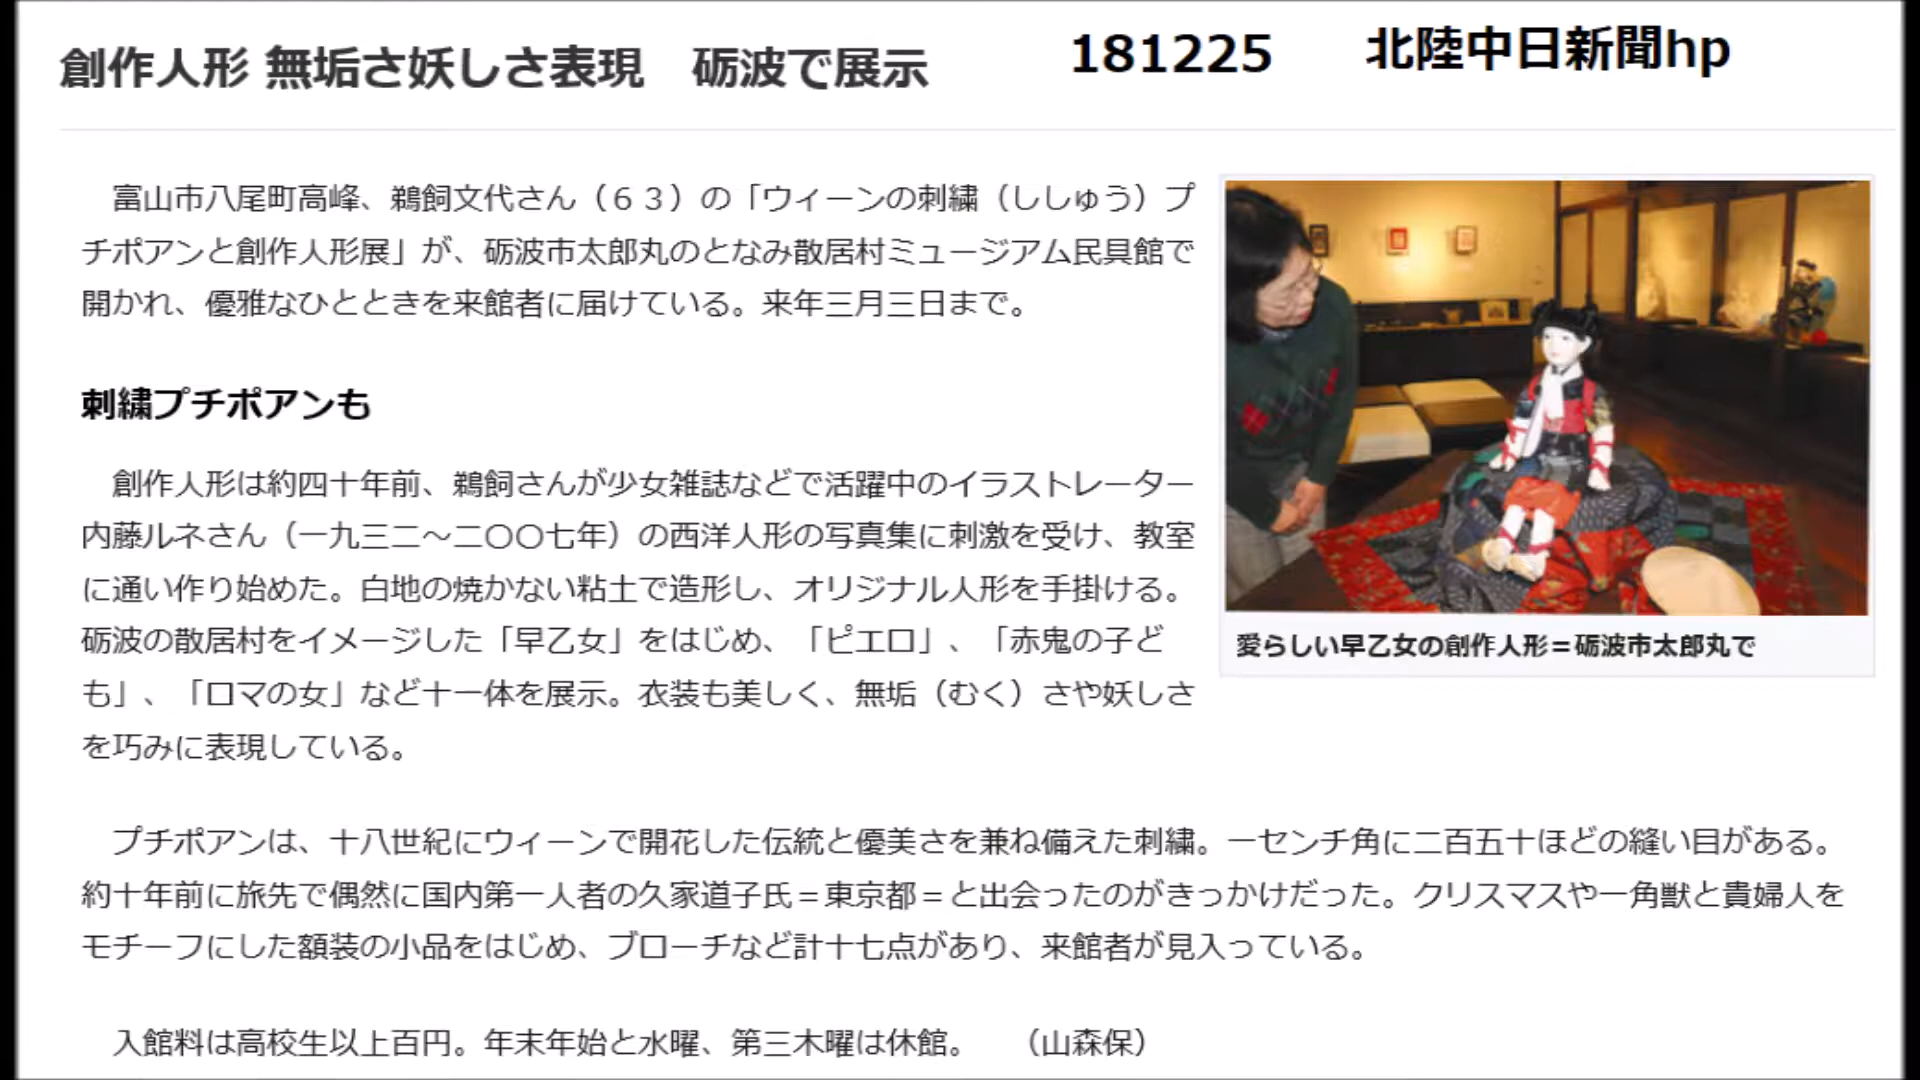 創作人形 無垢さ妖しさ表現　砺波で展示
181225　北陸中日新聞hp
富山市八尾町高峰、鵜飼文代さん（６３）の「ウィーンの刺繍（ししゅう）プ
チポアンと創作人形展」が、砺波市太郎丸のとなみ散居村ミュージアム民具館で
開かれ、優雅なひとときを来館者に届けている。来年三月三日まで。
刺繍プチポアンも
創作人形は約四十年前、鵜飼さんが少女雑誌などで活躍中のイラストレーター
内藤ルネさん（一九三二～二〇〇七年）の西洋人形の写真集に刺激を受け、教室
に通い作り始めた。白地の焼かない粘土で造形し、オリジナル人形を手掛ける。
砺波の散居村をイメージした「早乙女」をはじめ、「ピエロ」、「赤鬼の子ど
も」、「ロマの女」など十一体を展示。衣装も美しく、無垢（むく）さや妖しさ
を巧みに表現している。
愛らしい早乙女の創作人形＝砺波市太郎丸で
プチポアンは、十八世紀にウィーンで開花した伝統と優美さを兼ね備えた刺繍。一センチ角に二百五十ほどの縫い目がある。
約十年前に旅先で偶然に国内第一人者の久家道子氏＝東京都＝と出会ったのがきっかけだった。クリスマスや一角獣と貴婦人を
モチーフにした額装の小品をはじめ、ブローチなど計十七点があり、来館者が見入っている。
入館料は高校生以上百円。年末年始と水曜、第三木曜は休館。　（山森保）